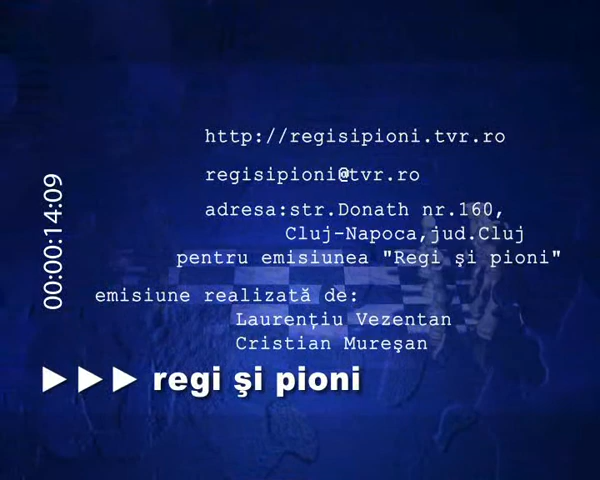 http://regisipioni.tvr.ro
regisipioni@tvr.ro
adresa:str.Donath nr.160,
Cluj-Napoca,jud.Cluj
pentru emisiunea "Regi şi pioni"
emisiune realizată de:
Laurenţiu Vezentan
Cristian Mureşan
00:00:14:09
►►► regi şi pioni